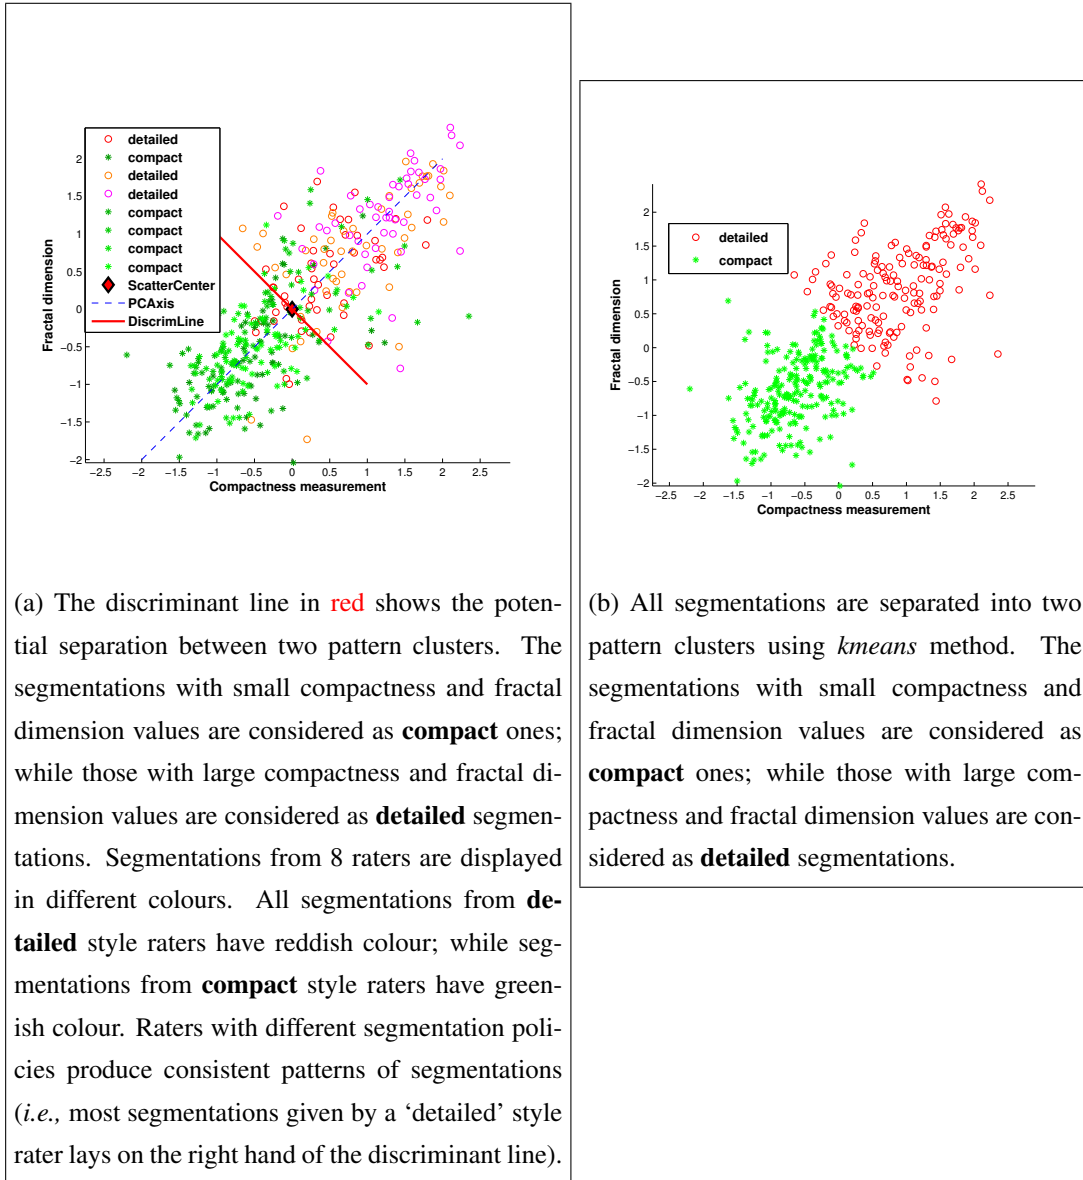 detailed
compact
detailed
detailed
compact
compact
compact
compact
ScatterCenter
PCAxis
DiscrimLine
Fractal dimension
2
1.5
1
0.5
0
−0.5
−1
−1.5
−2
−2.5 −2 −1.5 −1 −0.5 0 0.5 1 1.5 2 2.5
Compactness measurement
(a) The discriminant line in red shows the poten-
tial separation between two pattern clusters. The
segmentations with small compactness and fractal
dimension values are considered as compact ones;
while those with large compactness and fractal di-
mension values are considered as detailed segmen-
tations. Segmentations from 8 raters are displayed
in different colours. All segmentations from de-
tailed style raters have reddish colour; while seg-
mentations from compact style raters have green-
ish colour. Raters with different segmentation poli-
cies produce consistent patterns of segmentations
(i.e., most segmentations given by a ‘detailed’ style
rater lays on the right hand of the discriminant line).
detailed
compact
Fractal dimension
2
1.5
1
0.5
0
−0.5
−1
−1.5
−2
−2.5 −2 −1.5 −1 −0.5 0 0.5 1 1.5 2 2.5
Compactness measurement
(b) All segmentations are separated into two
pattern clusters using kmeans method. The
segmentations with small compactness and
fractal dimension values are considered as
compact ones; while those with large com-
pactness and fractal dimension values are con-
sidered as detailed segmentations.